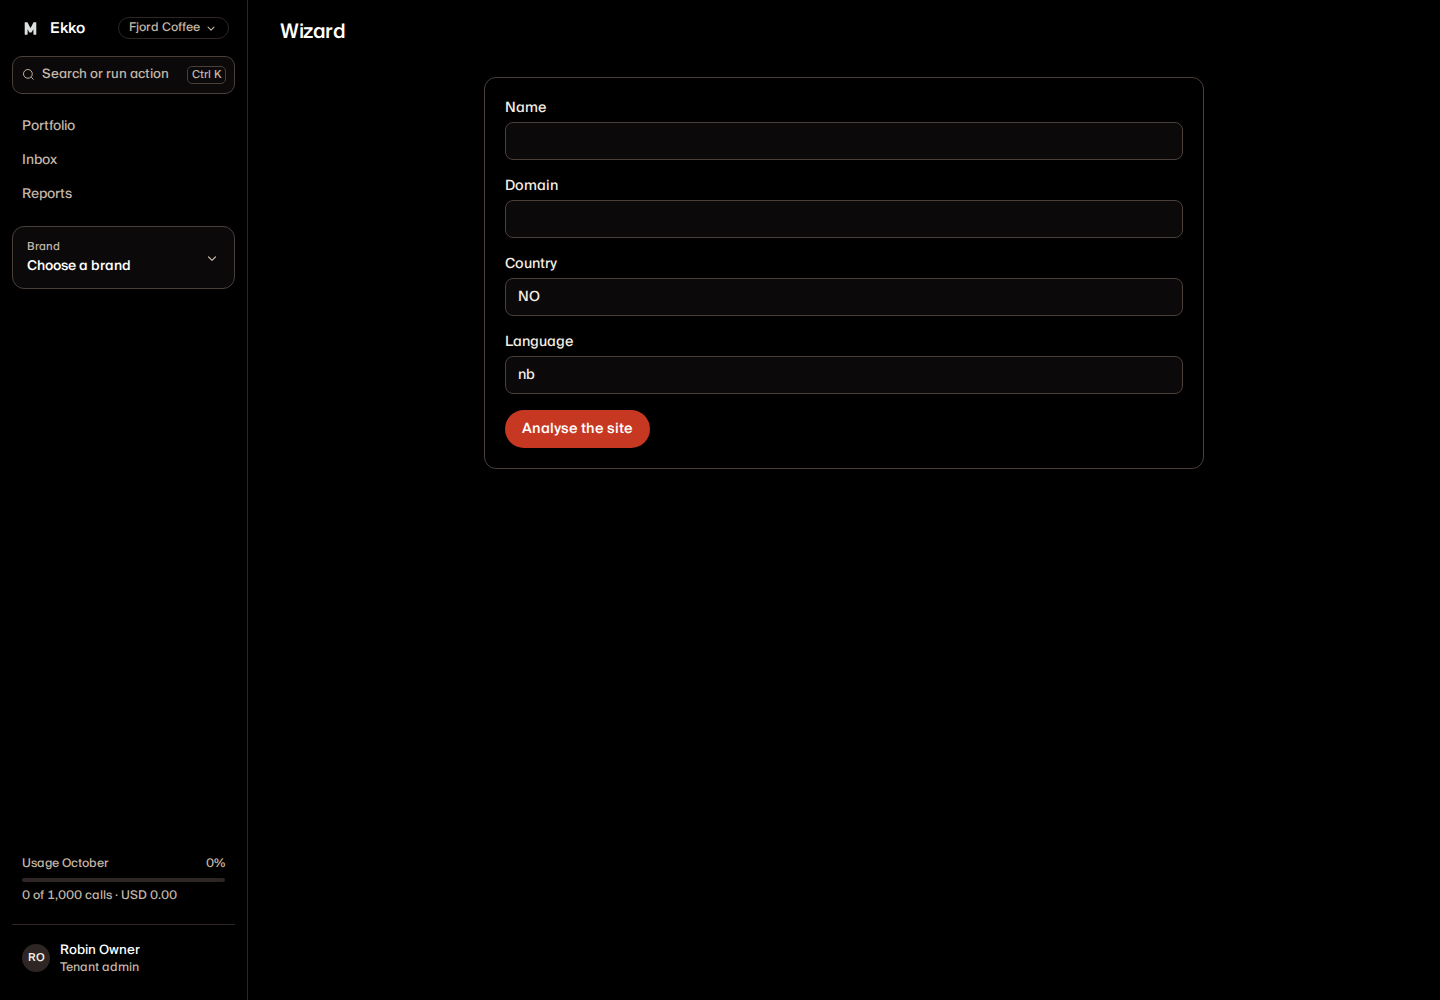 Ekko
Fjord Coffee
Search or run action
Ctrl K
Portfolio
Inbox
Reports
Brand
Choose a brand
Usage October
0%
0 of 1,000 calls · USD 0.00
RO
Robin Owner
Tenant admin
Wizard
Name
Domain
Country
NO
Language
nb
Analyse the site